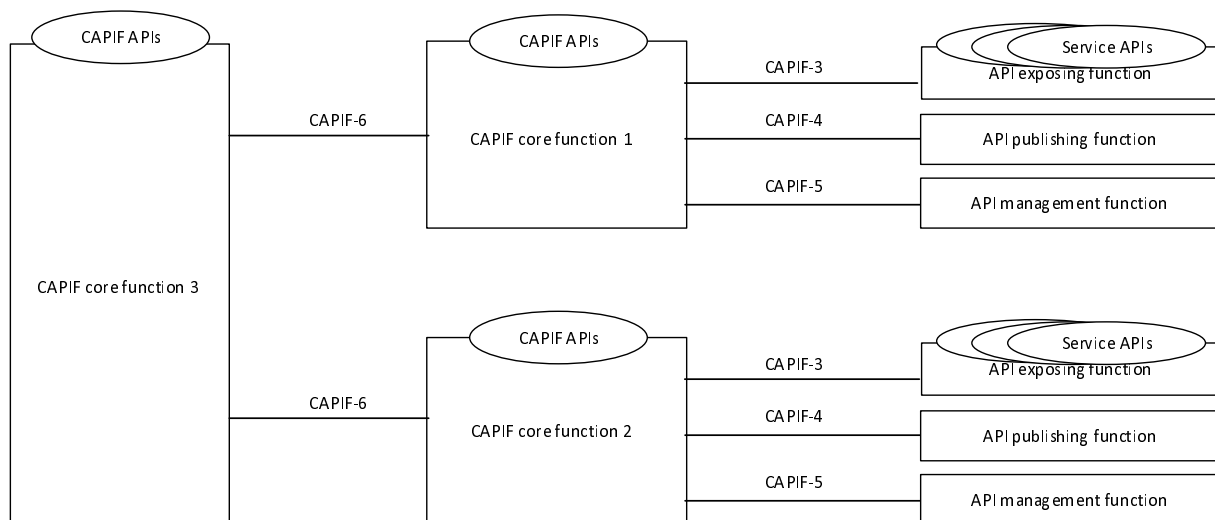 CAPIF APIs
CAPIF APIs
Service APIs
API exposing function
CAPIF-3
CAPIF-6
CAPIF-4
CAPIF core function 1
API publishing function
CAPIF-5
API management function
CAPIF core function 3
CAPIF APIs
Service APIs
API exposing function
CAPIF-3
CAPIF-6
CAPIF-4
CAPIF core function 2
API publishing function
CAPIF-5
API management function